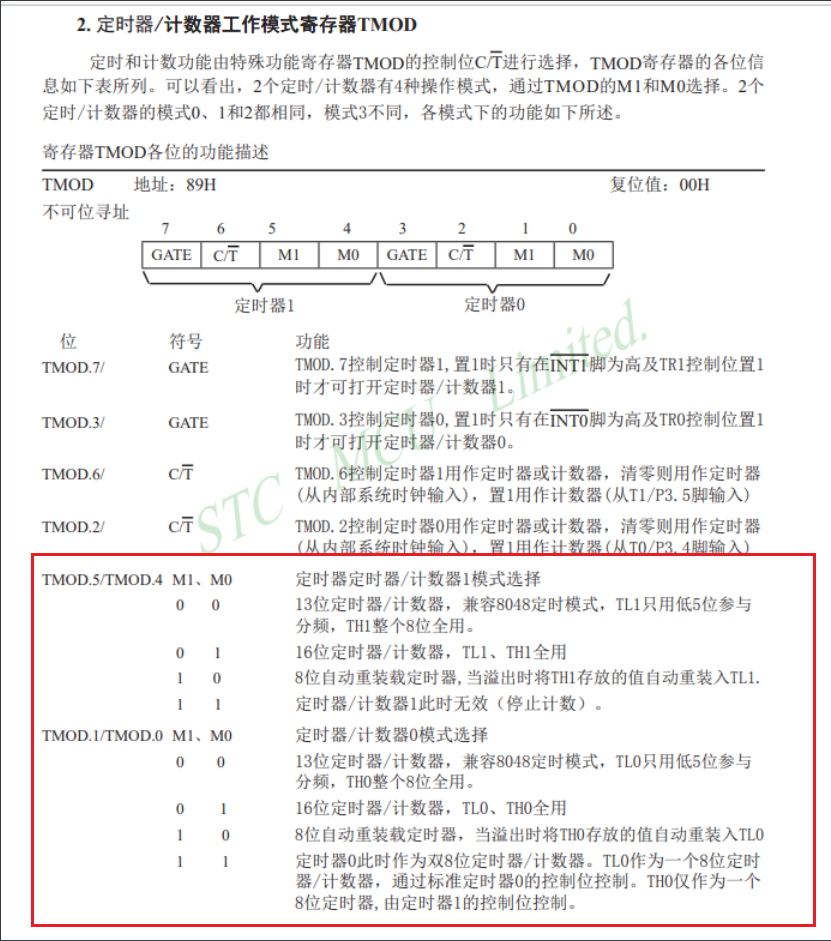 2. 定时器/计数器工作模式寄存器TMOD
定时和计数功能由特殊功能寄存器TMOD的控制位C/T̅进行选择，TMOD寄存器的各位信
息如下表所列。可以看出，2个定时/计数器有4种操作模式，通过TMOD的M1和M0选择。2个
定时/计数器的模式0、1和2都相同，模式3不同，各模式下的功能如下所述。
寄存器TMOD各位的功能描述
TMOD 地址：89H 复位值：00H
不可位寻址
7 6 5 4 3 2 1 0
GATE C/T̅ M1 M0 GATE C/T̅ M1 M0
定时器1 定时器0
位 符号 功能
TMOD.7/ GATE TMOD.7控制定时器1,置1时只有在I̅N̅T̅1̅脚为高及TR1控制位置1
时才可打开定时器/计数器1。
TMOD.3/ GATE TMOD.3控制定时器0,置1时只有在I̅N̅T̅0̅脚为高及TR0控制位置1
时才可打开定时器/计数器0。
TMOD.6/ C/T̅ TMOD.6控制定时器1用作定时器或计数器，清零则用作定时器
(从内部系统时钟输入)，置1用作计数器(从T1/P3.5脚输入)
TMOD.2/ C/T̅ TMOD.2控制定时器0用作定时器或计数器，清零则用作定时器
(从内部系统时钟输入)，置1用作计数器(从T0/P3.4脚输入)
TMOD.5/TMOD.4 M1、M0 定时器定时器/计数器1模式选择
0 0 13位定时器/计数器，兼容8048定时模式，TL1只用低5位参与
分频，TH1整个8位全用。
0 1 16位定时器/计数器，TL1、TH1全用
1 0 8位自动重装载定时器,当溢出时将TH1存放的值自动重装入TL1.
1 1 定时器/计数器1此时无效（停止计数）。
TMOD.1/TMOD.0 M1、M0 定时器/计数器0模式选择
0 0 13位定时器/计数器，兼容8048定时模式，TL0只用低5位参与
分频，TH0整个8位全用。
0 1 16位定时器/计数器，TL0、TH0全用
1 0 8位自动重装载定时器，当溢出时将TH0存放的值自动重装入TL0
1 1 定时器0此时作为双8位定时器/计数器。TL0作为一个8位定时
器/计数器，通过标准定时器0的控制位控制。TH0仅作为一个
8位定时器,由定时器1的控制位控制。
STC MCU Limited.